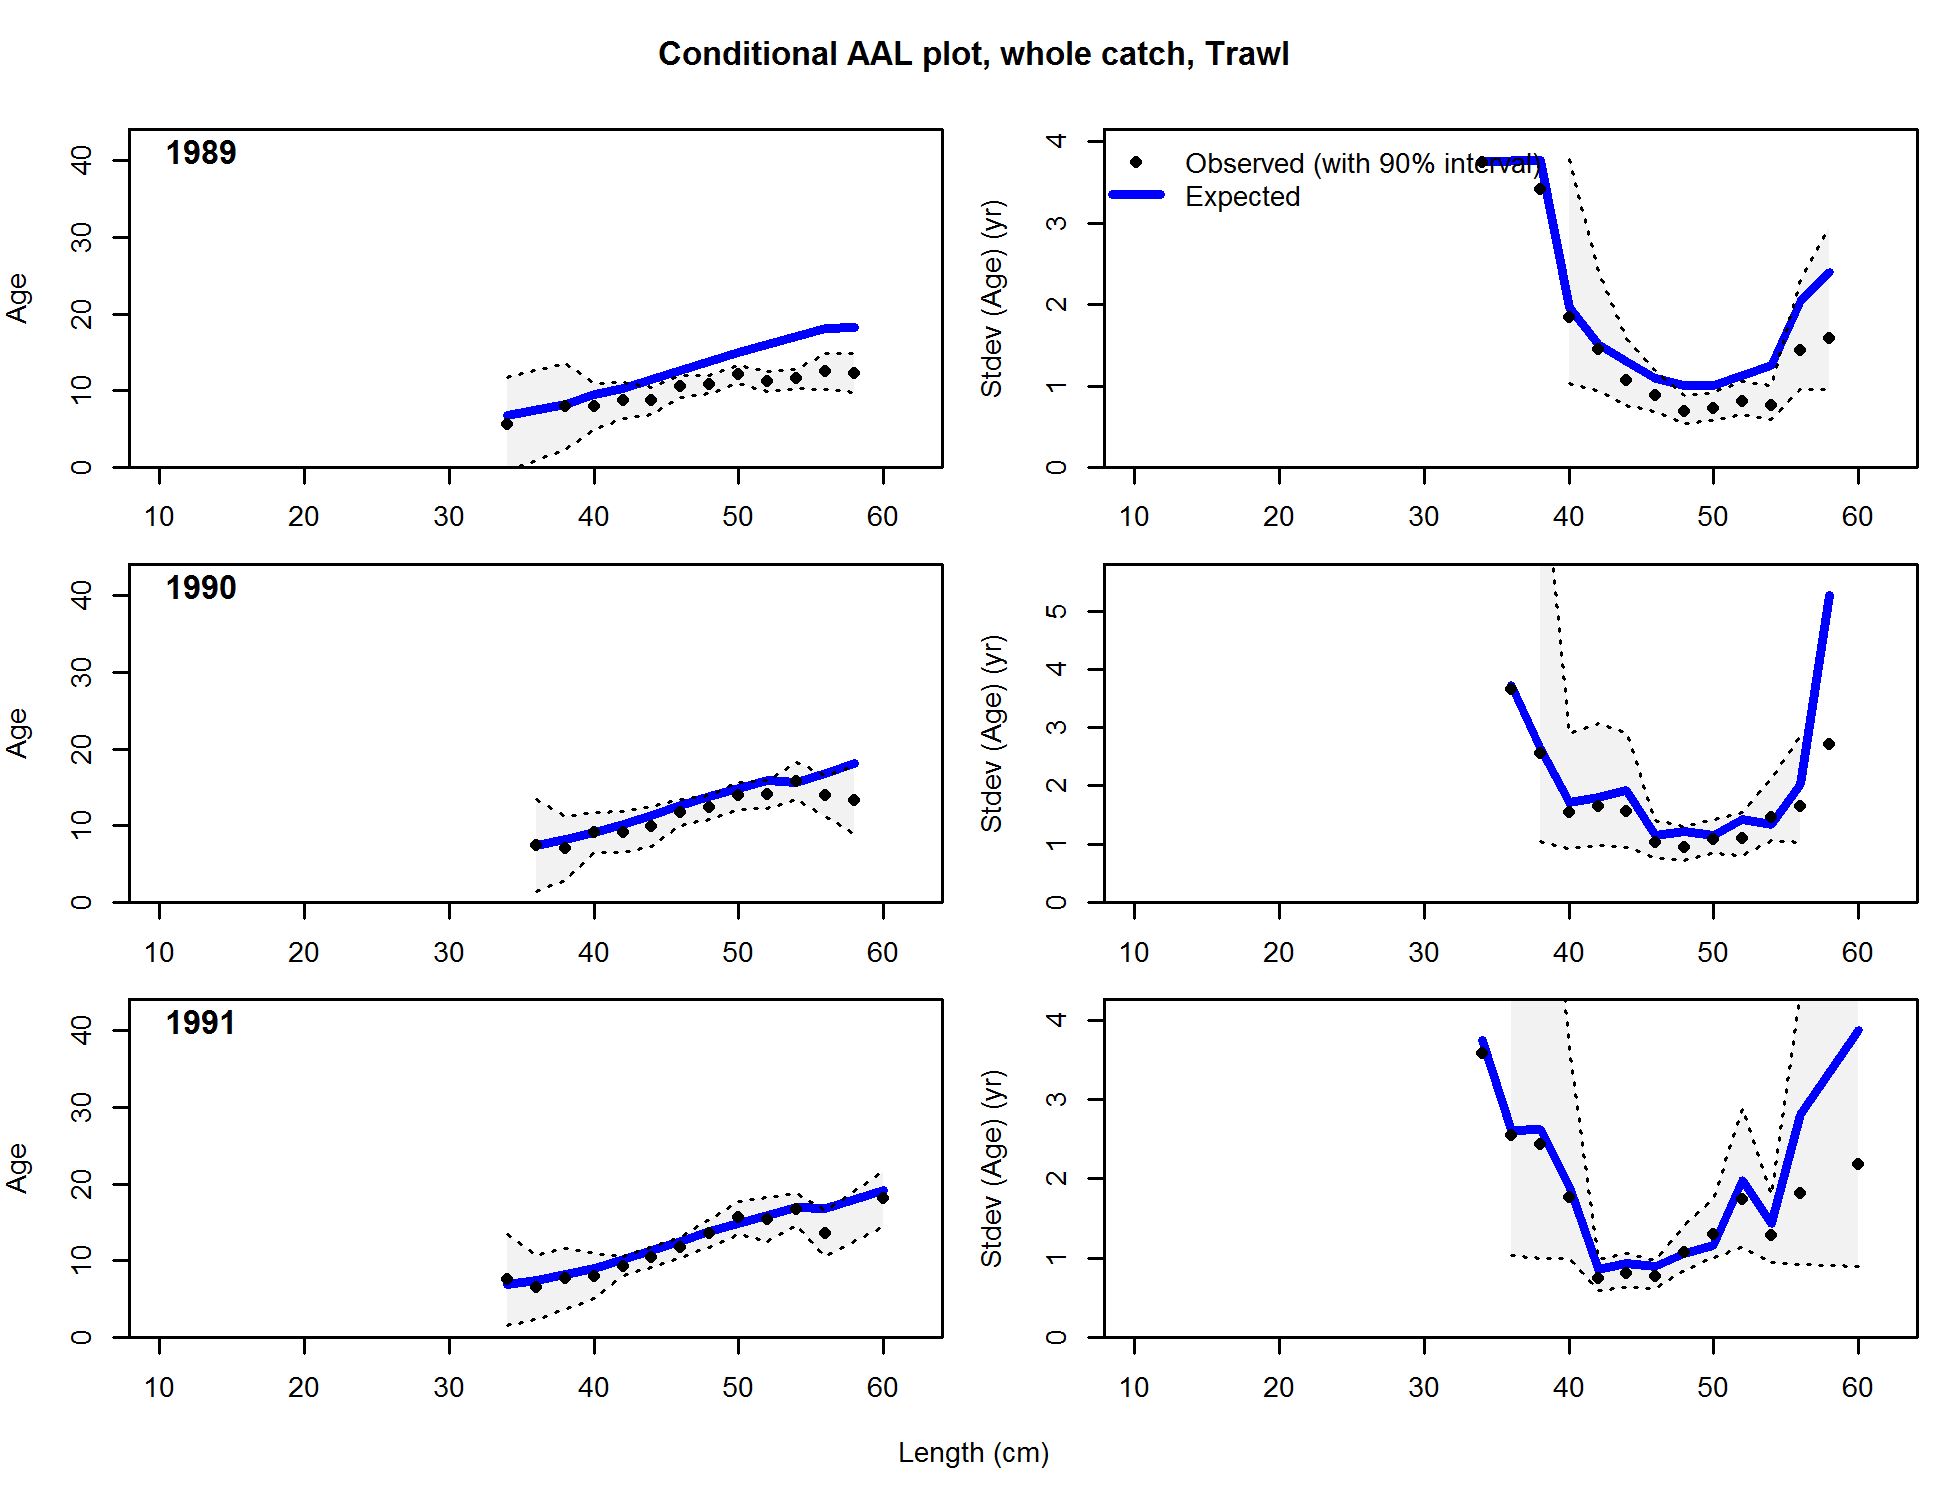 Conditional AAL plot, whole catch, Trawl
1989
Age
0 10 20 30 40
10 20 30 40 50 60
Observed (with 90% interval)
Expected
Stdev (Age) (yr)
0 1 2 3 4
10 20 30 40 50 60
1990
Age
0 10 20 30 40
10 20 30 40 50 60
Stdev (Age) (yr)
0 1 2 3 4 5
10 20 30 40 50 60
1991
Age
0 10 20 30 40
10 20 30 40 50 60
Stdev (Age) (yr)
0 1 2 3 4
10 20 30 40 50 60
Length (cm)